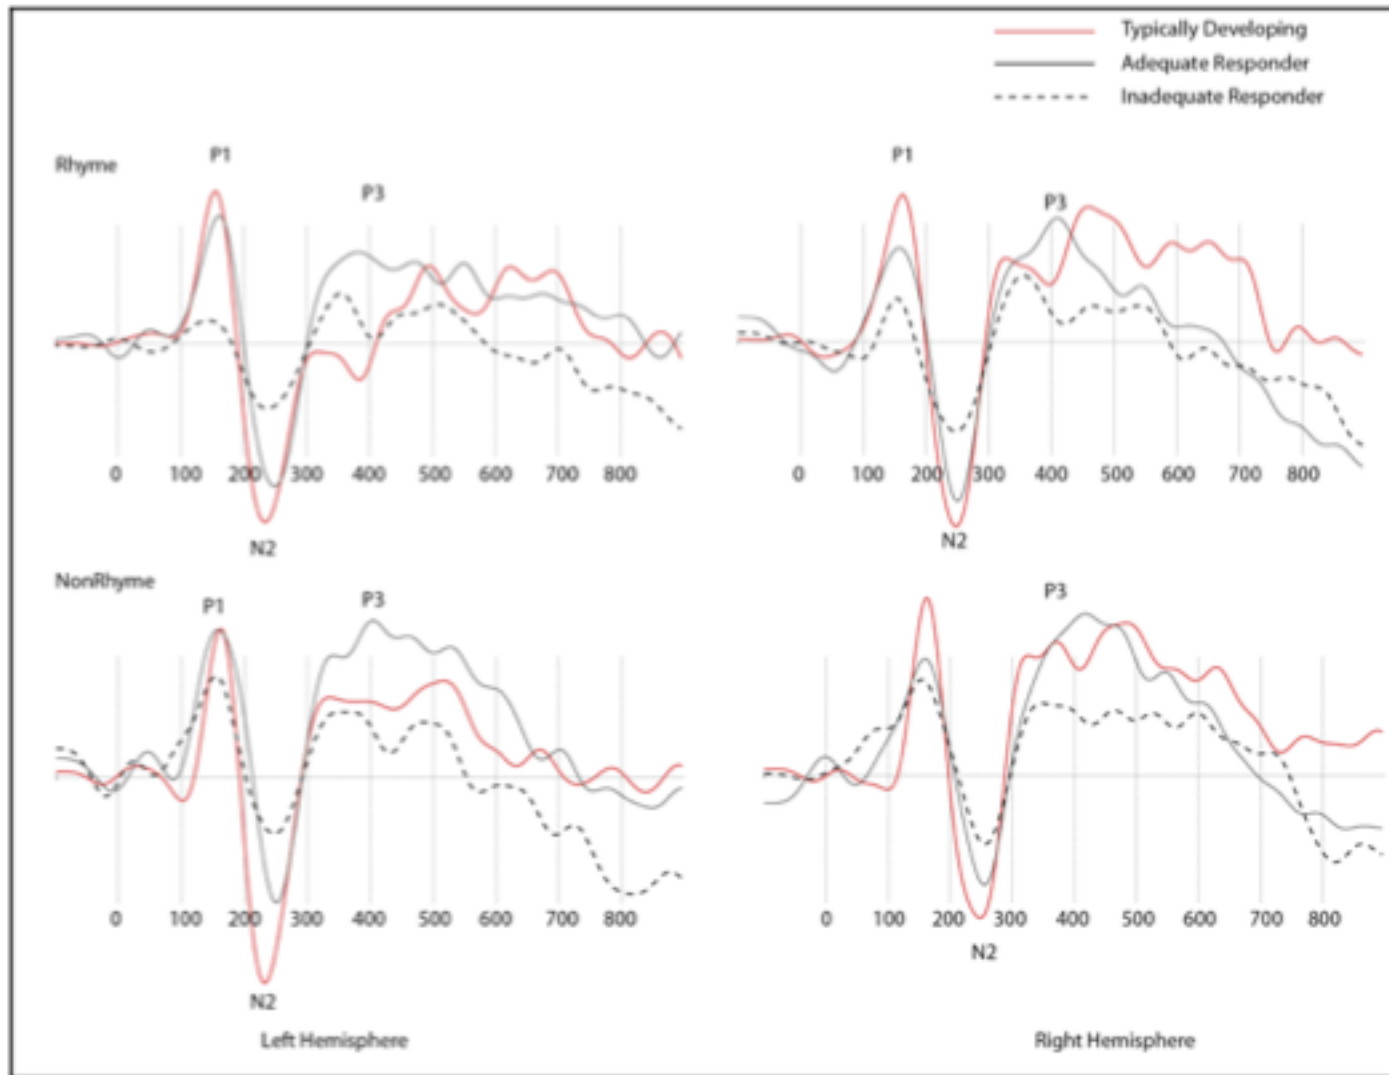 Typically Developing
Adequate Responder
Inadequate Responder
Rhyme
P1
P3
0 100 200 300 400 500 600 700 800
N2
P1
P3
0 100 200 300 400 500 600 700 800
N2
NonRhyme
P1
P3
0 100 200 300 400 500 600 700 800
N2
Left Hemisphere
P3
0 100 200 300 400 500 600 700 800
N2
Right Hemisphere